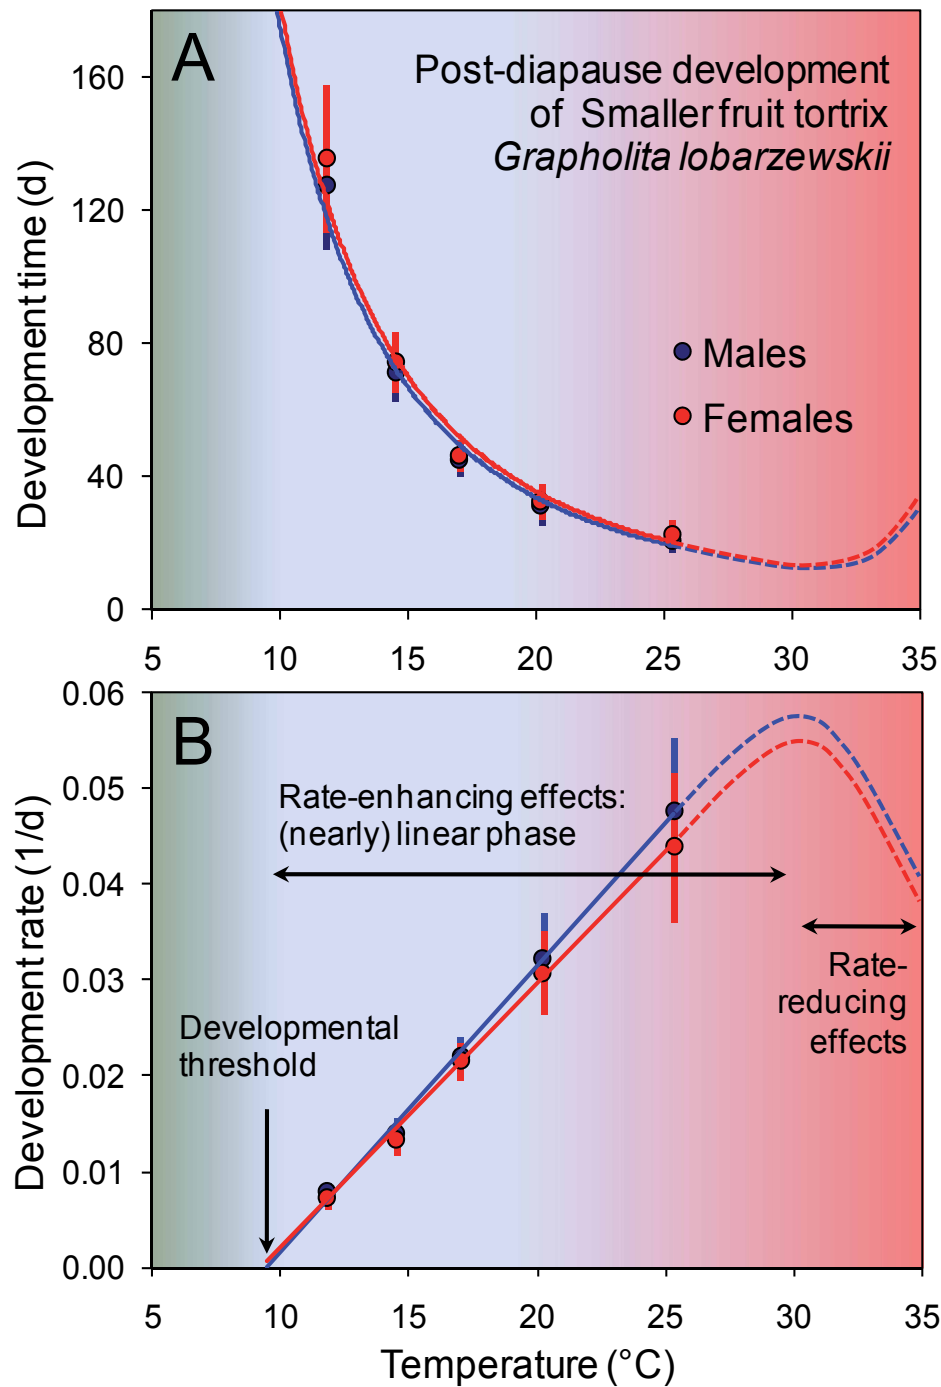 A
Post-diapause development
of Smaller fruit tortrix
Grapholita lobarzewskii
Development time (d)
160
120
80
40
0
Males
Females
5 10 15 20 25 30 35
B
Development rate (1/d)
0.06
0.05
0.04
0.03
0.02
0.01
0.00
Rate-enhancing effects:
(nearly) linear phase
Developmental
threshold
Rate-
reducing
effects
5 10 15 20 25 30 35
Temperature (°C)